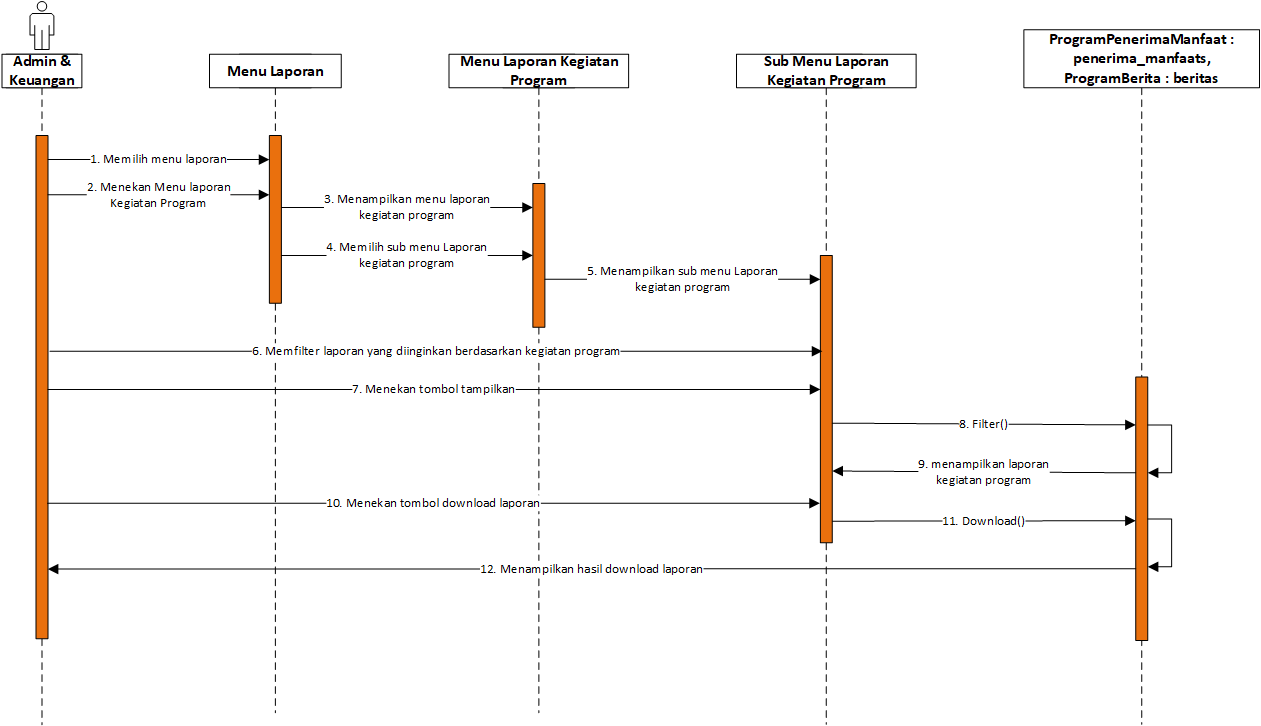 Admin &
Keuangan
Menu Laporan
Menu Laporan Kegiatan
Program
Sub Menu Laporan
Kegiatan Program
ProgramPenerimaManfaat :
penerima_manfaats,
ProgramBerita : beritas
1. Memilih menu laporan
2. Menekan Menu laporan
Kegiatan Program
3. Menampilkan menu laporan
kegiatan program
4. Memilih sub menu Laporan
kegiatan program
5. Menampilkan sub menu Laporan
kegiatan program
6. Memfilter laporan yang diinginkan berdasarkan kegiatan program
7. Menekan tombol tampilkan
8. Filter()
9. menampilkan laporan
kegiatan program
10. Menekan tombol download laporan
11. Download()
12. Menampilkan hasil download laporan